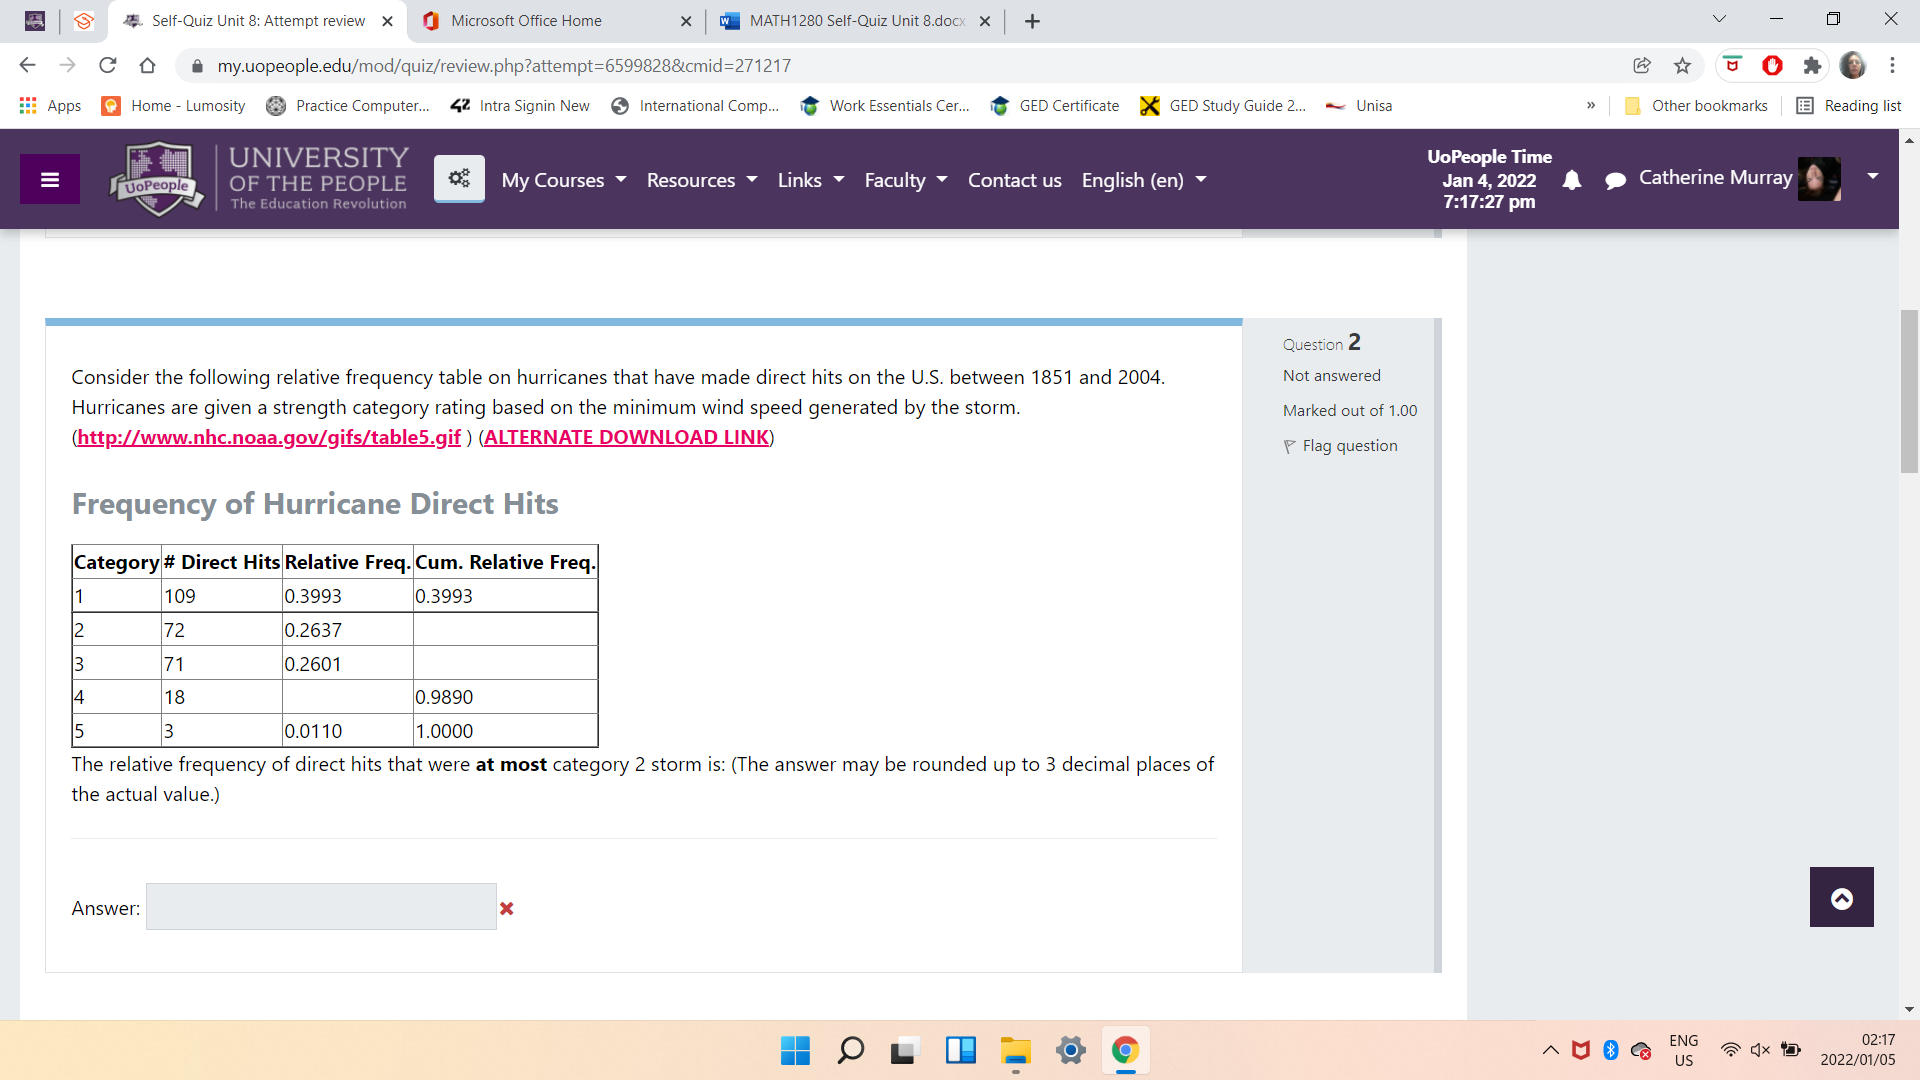 Self-Quiz Unit 8: Attempt review
Microsoft Office Home
MATH1280 Self-Quiz Unit 8.docx
my.uopeople.edu/mod/quiz/review.php?attempt=6599828&cmid=271217
Apps
Home - Lumosity
Practice Computer...
Intra Signin New
International Comp...
Work Essentials Cer...
GED Certificate
GED Study Guide 2...
Unisa
»
Other bookmarks
Reading list
UoPeople
UNIVERSITY
OF THE PEOPLE
The Education Revolution
My Courses
Resources
Links
Faculty
Contact us
English (en)
UoPeople Time
Jan 4, 2022
7:17:27 pm
Catherine Murray
Question 2
Not answered
Marked out of 1.00
Flag question
Consider the following relative frequency table on hurricanes that have made direct hits on the U.S. between 1851 and 2004.
Hurricanes are given a strength category rating based on the minimum wind speed generated by the storm.
(http://www.nhc.noaa.gov/gifs/table5.gif ) (ALTERNATE DOWNLOAD LINK)
Frequency of Hurricane Direct Hits
Category # Direct Hits Relative Freq. Cum. Relative Freq.
1 109 0.3993 0.3993
2 72 0.2637
3 71 0.2601
4 18 0.9890
5 3 0.0110 1.0000
The relative frequency of direct hits that were at most category 2 storm is: (The answer may be rounded up to 3 decimal places of
the actual value.)
Answer:
ENG
US
02:17
2022/01/05